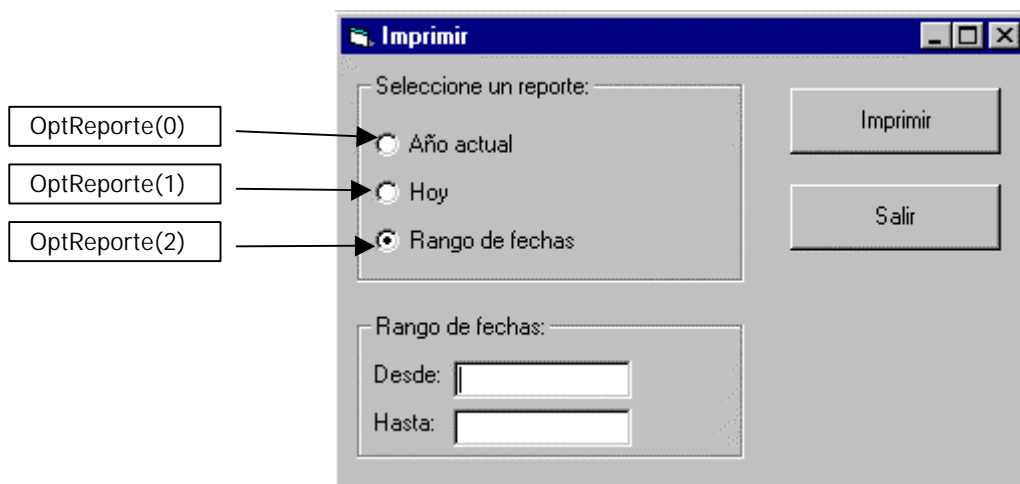 Imprimir
Seleccione un reporte:
OptReporte(0)
Año actual
Imprimir
OptReporte(1)
Hoy
Salir
OptReporte(2)
Rango de fechas
Rango de fechas:
Desde:
Hasta: